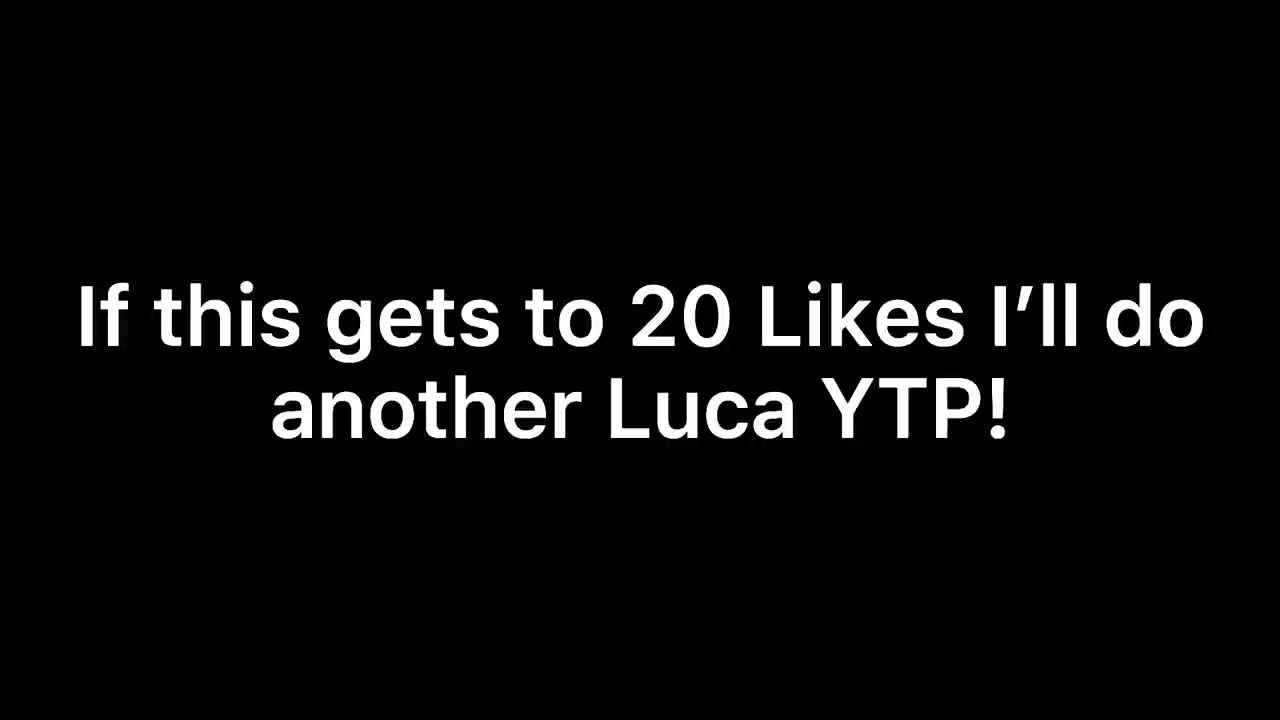 If this gets to 20 Likes I’ll do
another Luca YTP!